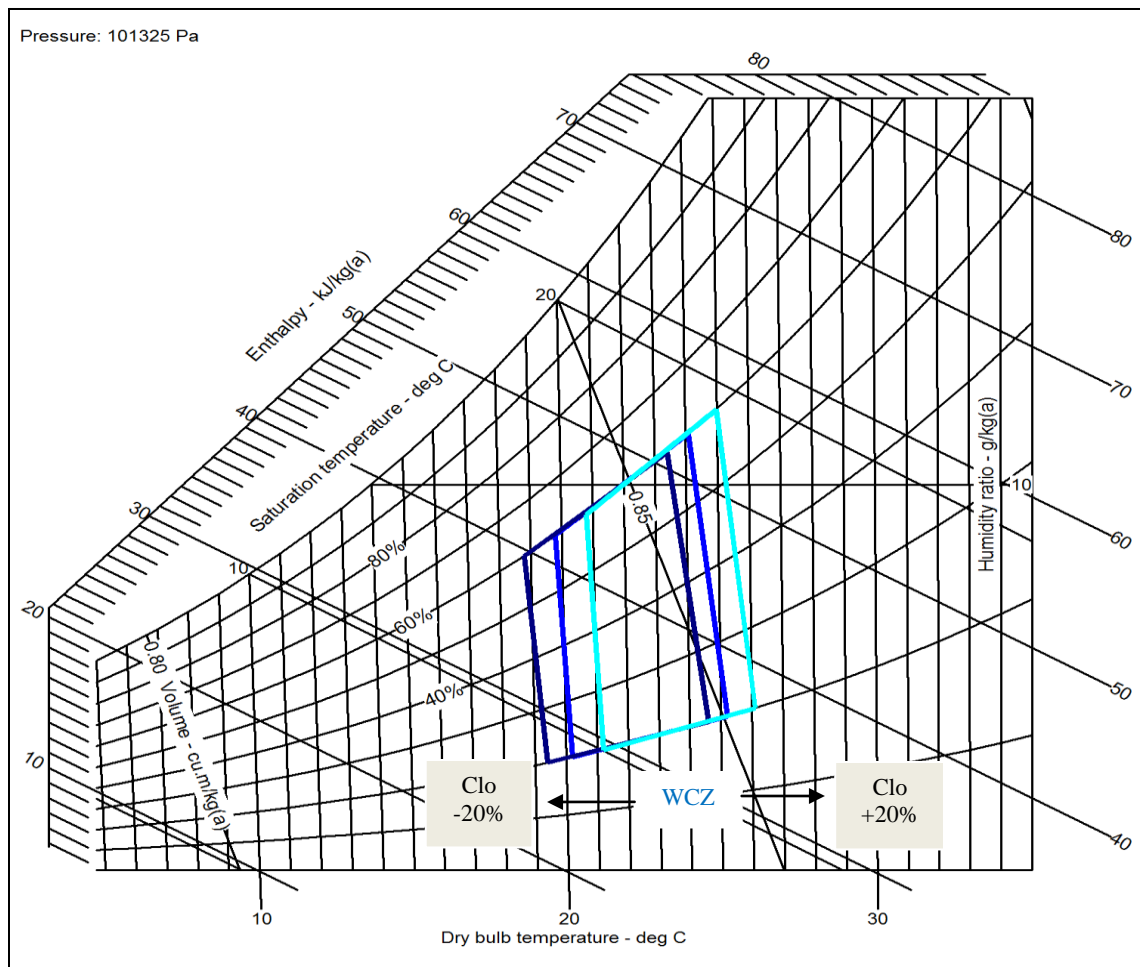 Pressure: 101325 Pa
80
70
60
50
40
30
20
10
Enthalpy - kJ/kg(a)
Saturation temperature - deg C
20
10
80%
60%
40%
0.80 Volume - cu.m/kg(a)
0.85
Humidity ratio - g/kg(a)
10
80
70
60
50
40
Clo
-20%
WCZ
Clo
+20%
10
20
30
Dry bulb temperature - deg C